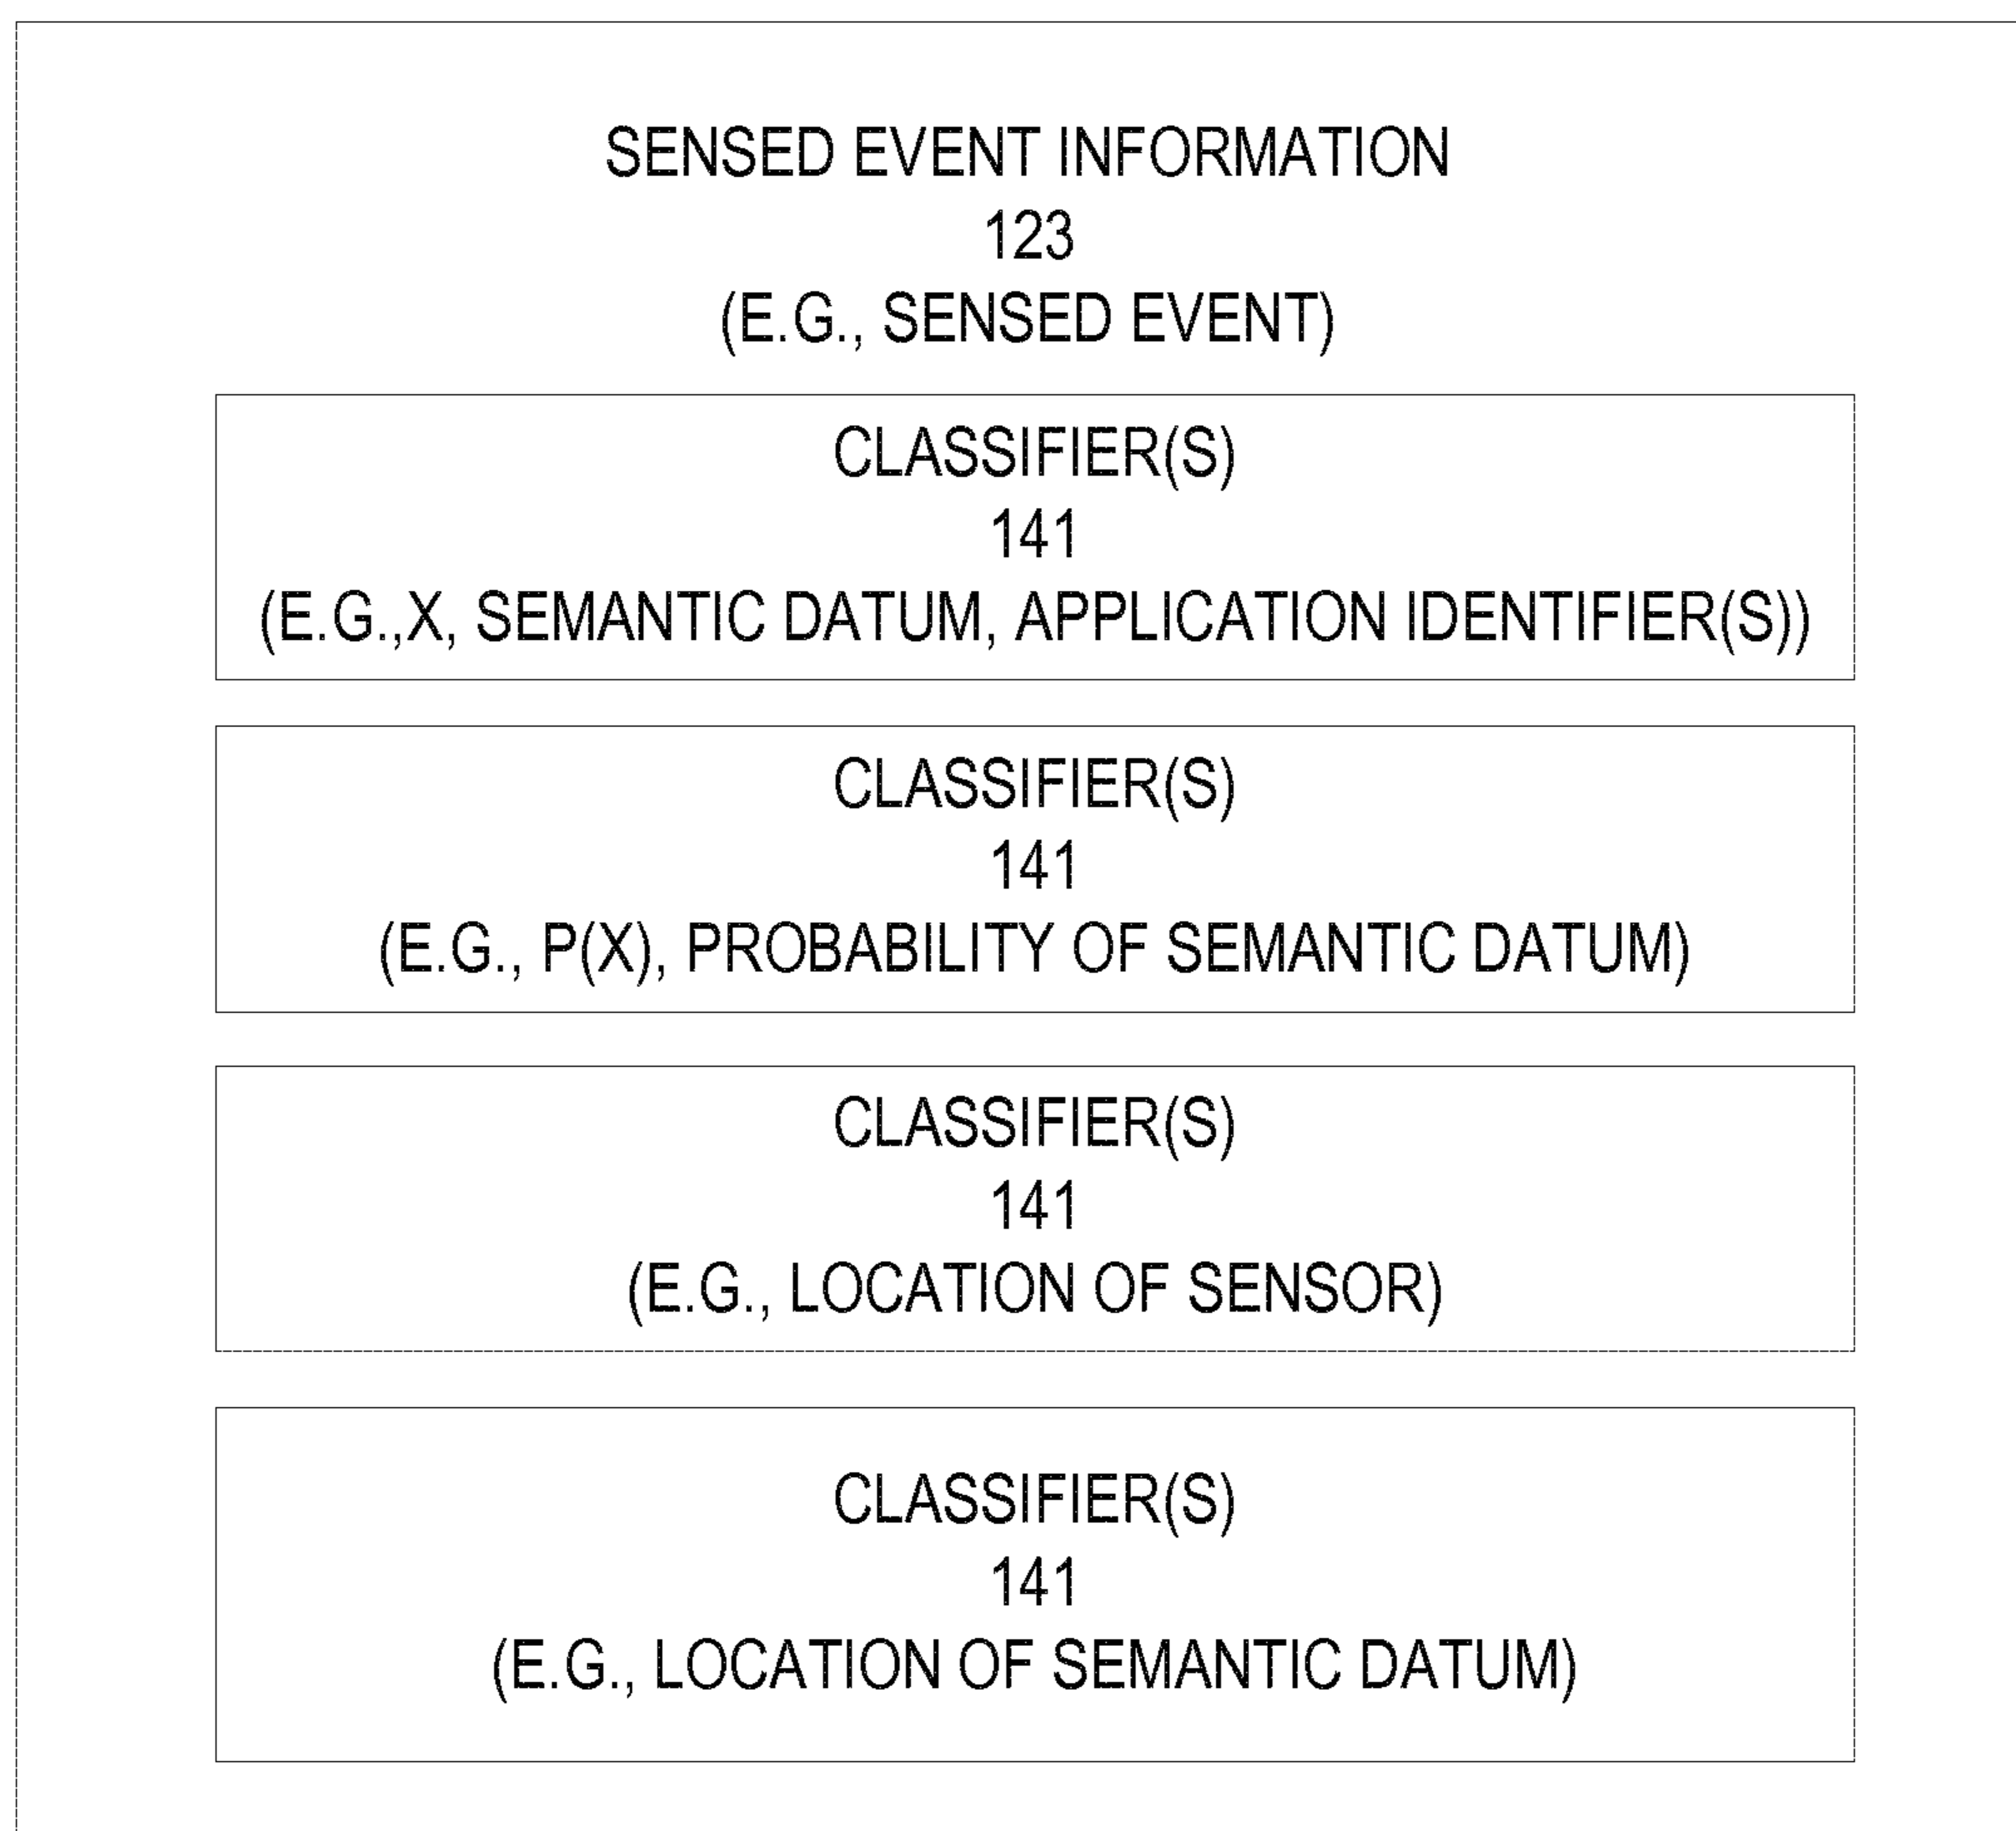 SENSED EVENT INFORMATION
123
(E.G., SENSED EVENT)
CLASSIFIER(S)
141
(E.G.,X, SEMANTIC DATUM, APPLICATION IDENTIFIER(S))
CLASSIFIER(S)
141
(E.G., P(X), PROBABILITY OF SEMANTIC DATUM)
CLASSIFIER(S)
141
(E.G., LOCATION OF SENSOR)
CLASSIFIER(S)
141
(E.G., LOCATION OF SEMANTIC DATUM)